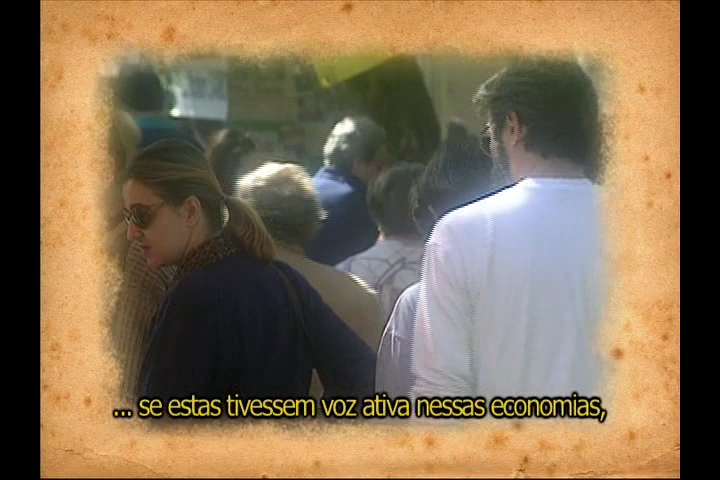 ... se estas tivessem voz ativa nessas economias,